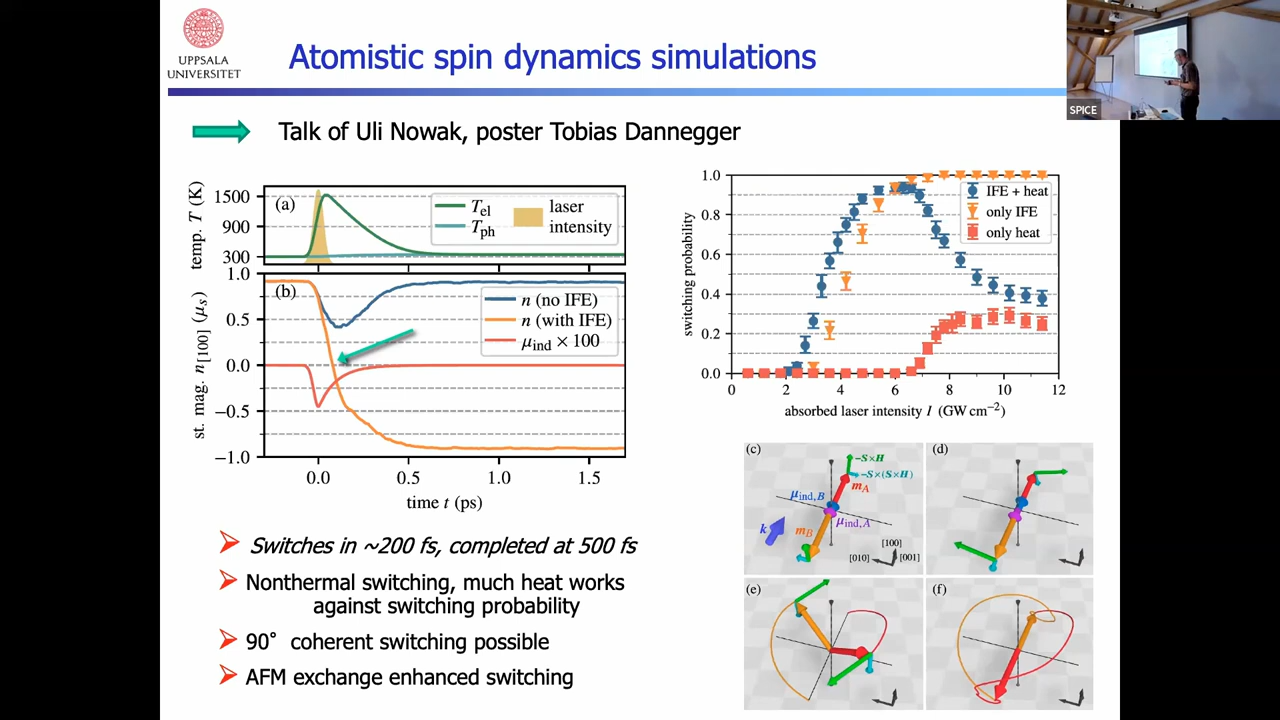 UPPSALA
UNIVERSITET
Atomistic spin dynamics simulations
SPICE
Talk of Uli Nowak, poster Tobias Dannegger
temp. T (K)
1500
900
300
(a)
T_el
T_ph
laser
intensity
st. mag. n[100] (μs)
1.0
0.5
0.0
−0.5
−1.0
(b)
n (no IFE)
n (with IFE)
μind × 100
0.0 0.5 1.0 1.5
time t (ps)
switching probability
1.0
0.8
0.6
0.4
0.2
0.0
IFE + heat
only IFE
only heat
0 2 4 6 8 10 12
absorbed laser intensity I (GW cm−2)
Switches in ~200 fs, completed at 500 fs
Nonthermal switching, much heat works
against switching probability
90° coherent switching possible
AFM exchange enhanced switching
(c)
−S×H
−S×(S×H)
mA
μind,B
μind,A
k
mB
[100]
[010]
[001]
(d)
(e)
(f)